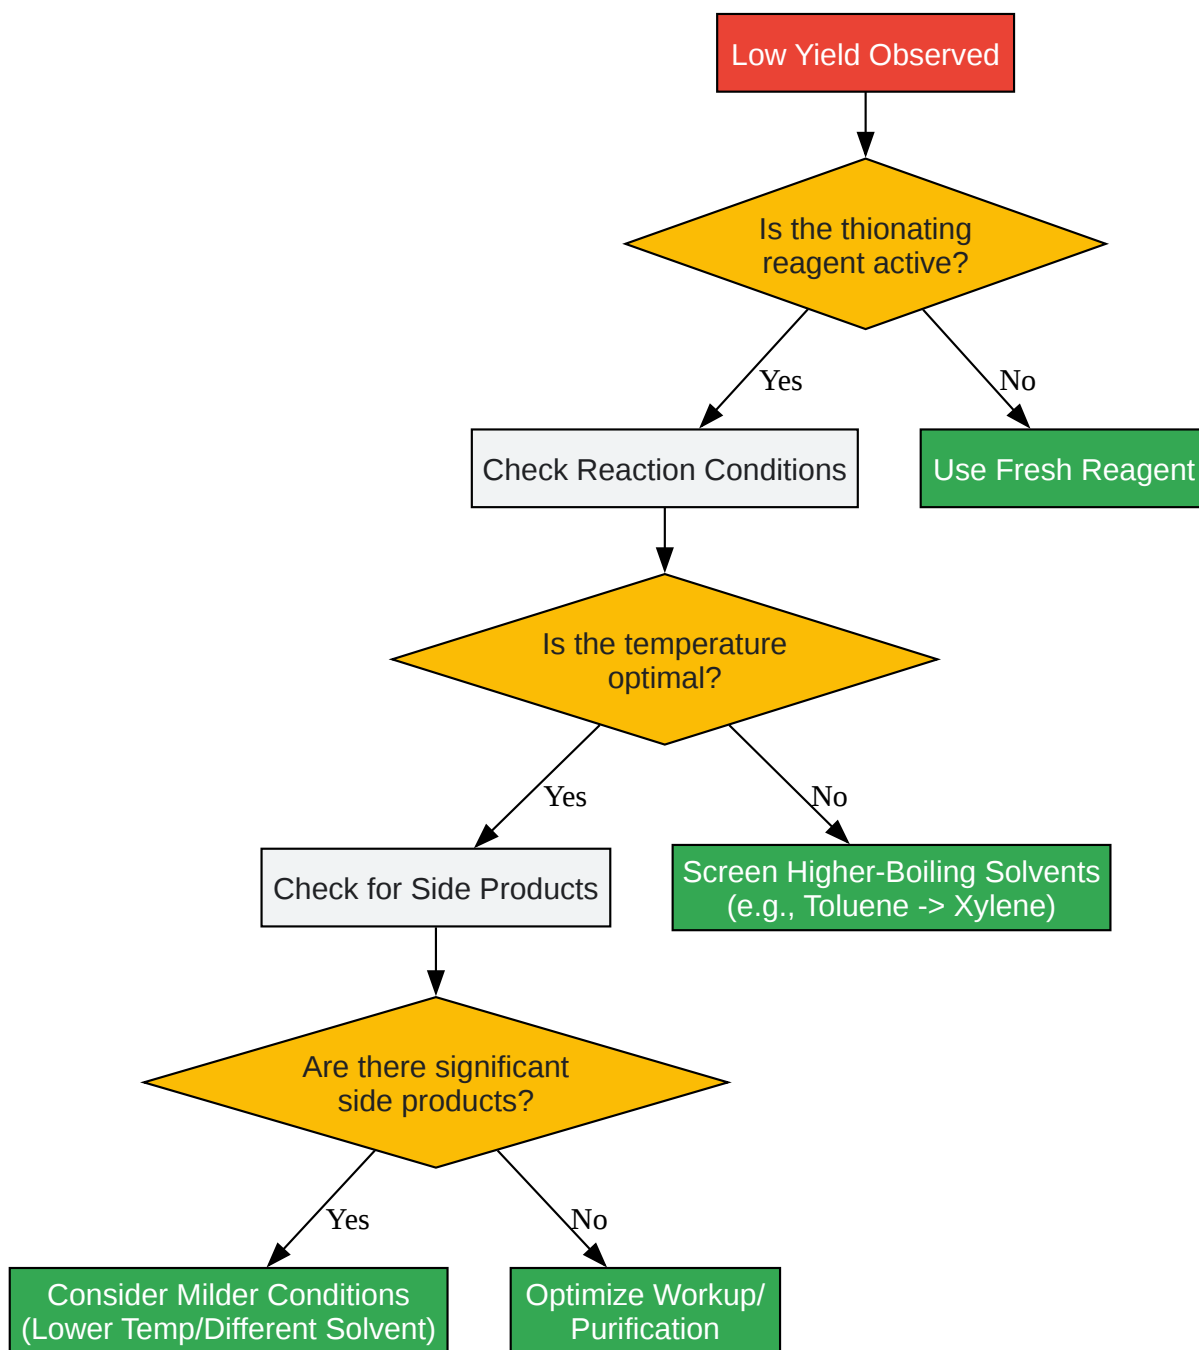 Low Yield Observed
Is the thionating
reagent active?
Yes
No
Check Reaction Conditions
Use Fresh Reagent
Is the temperature
optimal?
Yes
No
Check for Side Products
Screen Higher-Boiling Solvents
(e.g., Toluene -> Xylene)
Are there significant
side products?
Yes
No
Consider Milder Conditions
(Lower Temp/Different Solvent)
Optimize Workup/
Purification